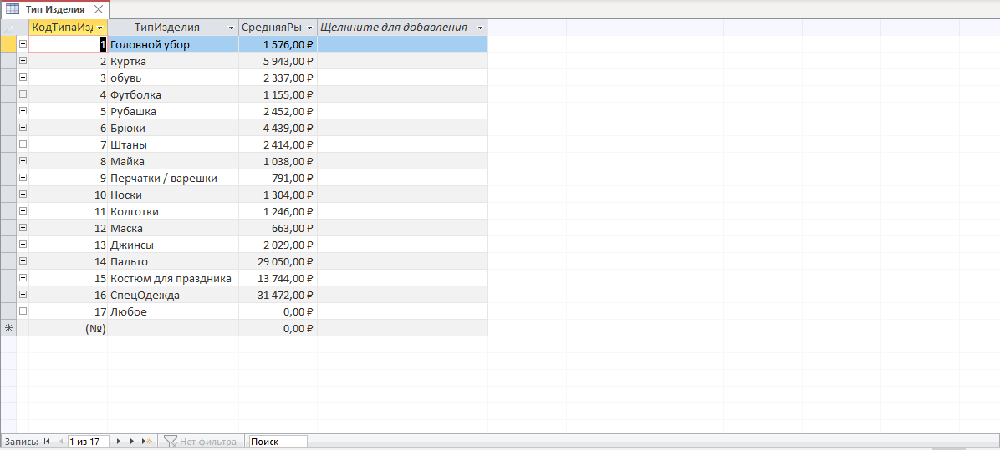 Тип Изделия
КодТипаИзд ТипИзделия СредняяРы Щелкните для добавления
1 Головной убор 1 576,00 ₽
2 Куртка 5 943,00 ₽
3 обувь 2 337,00 ₽
4 Футболка 1 155,00 ₽
5 Рубашка 2 452,00 ₽
6 Брюки 4 439,00 ₽
7 Штаны 2 414,00 ₽
8 Майка 1 038,00 ₽
9 Перчатки / варешки 791,00 ₽
10 Носки 1 304,00 ₽
11 Колготки 1 246,00 ₽
12 Маска 663,00 ₽
13 Джинсы 2 029,00 ₽
14 Пальто 29 050,00 ₽
15 Костюм для праздника 13 744,00 ₽
16 СпецОдежда 31 472,00 ₽
17 Любое 0,00 ₽
(№) 0,00 ₽
Запись: 1 из 17 Нет фильтра Поиск